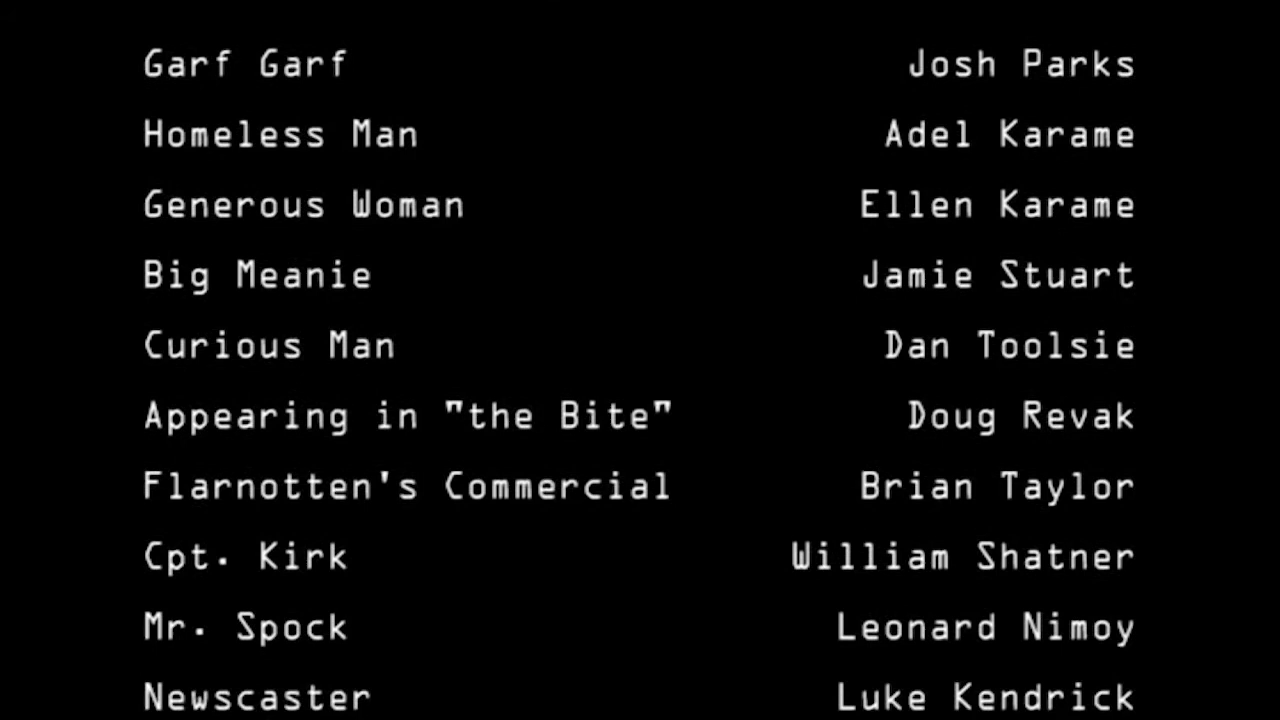 Garf Garf Josh Parks
Homeless Man Adel Karame
Generous Woman Ellen Karame
Big Meanie Jamie Stuart
Curious Man Dan Toolsie
Appearing in "the Bite" Doug Revak
Flarnotten's Commercial Brian Taylor
Cpt. Kirk William Shatner
Mr. Spock Leonard Nimoy
Newscaster Luke Kendrick